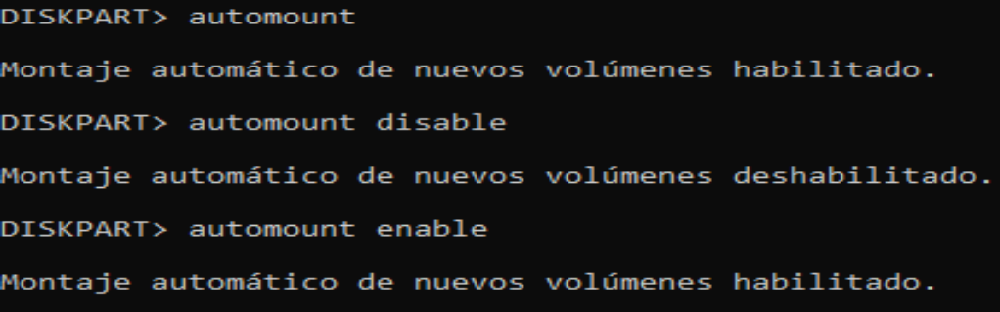 DISKPART> automount
Montaje automático de nuevos volúmenes habilitado.
DISKPART> automount disable
Montaje automático de nuevos volúmenes deshabilitado.
DISKPART> automount enable
Montaje automático de nuevos volúmenes habilitado.